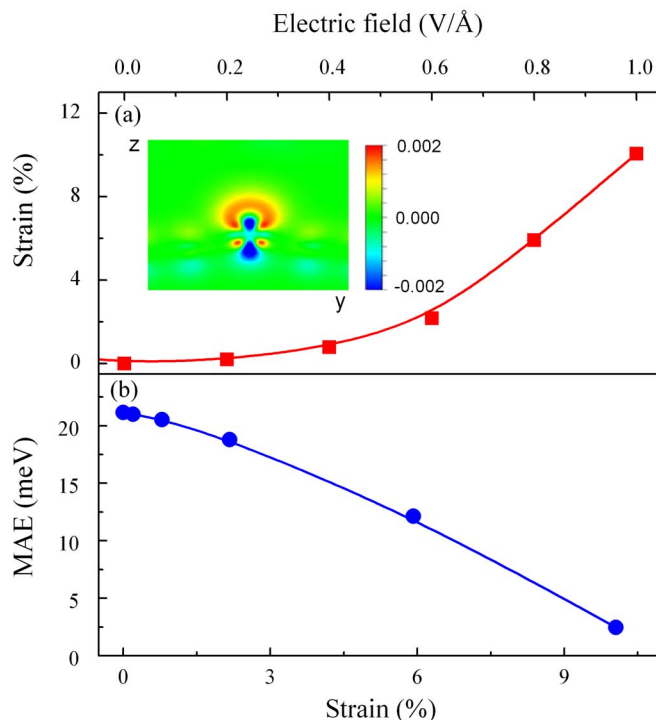 Electric field (V/Å)
0.0 0.2 0.4 0.6 0.8 1.0
12
(a)
z
0.002
8
0.000
Strain (%)
4
-0.002
y
0
(b)
20
15
MAE (meV)
10
5
0
0 3 6 9
Strain (%)